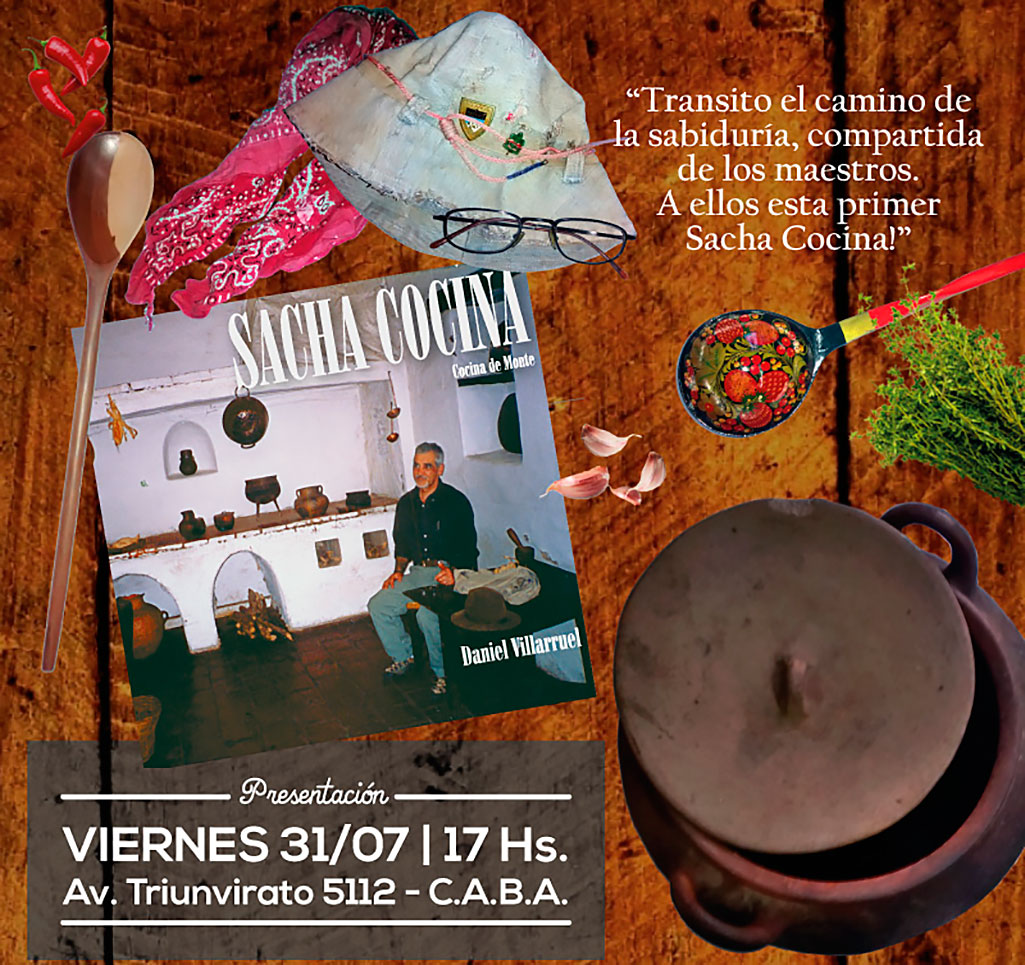 “Transito el camino de
la sabiduría, compartida
de los maestros.
A ellos esta primer
Sacha Cocina!”
SACHA COCINA
Cocina de Monte
Daniel Villarruel
Presentación
VIERNES 31/07 | 17 Hs.
Av. Triunvirato 5112 - C.A.B.A.